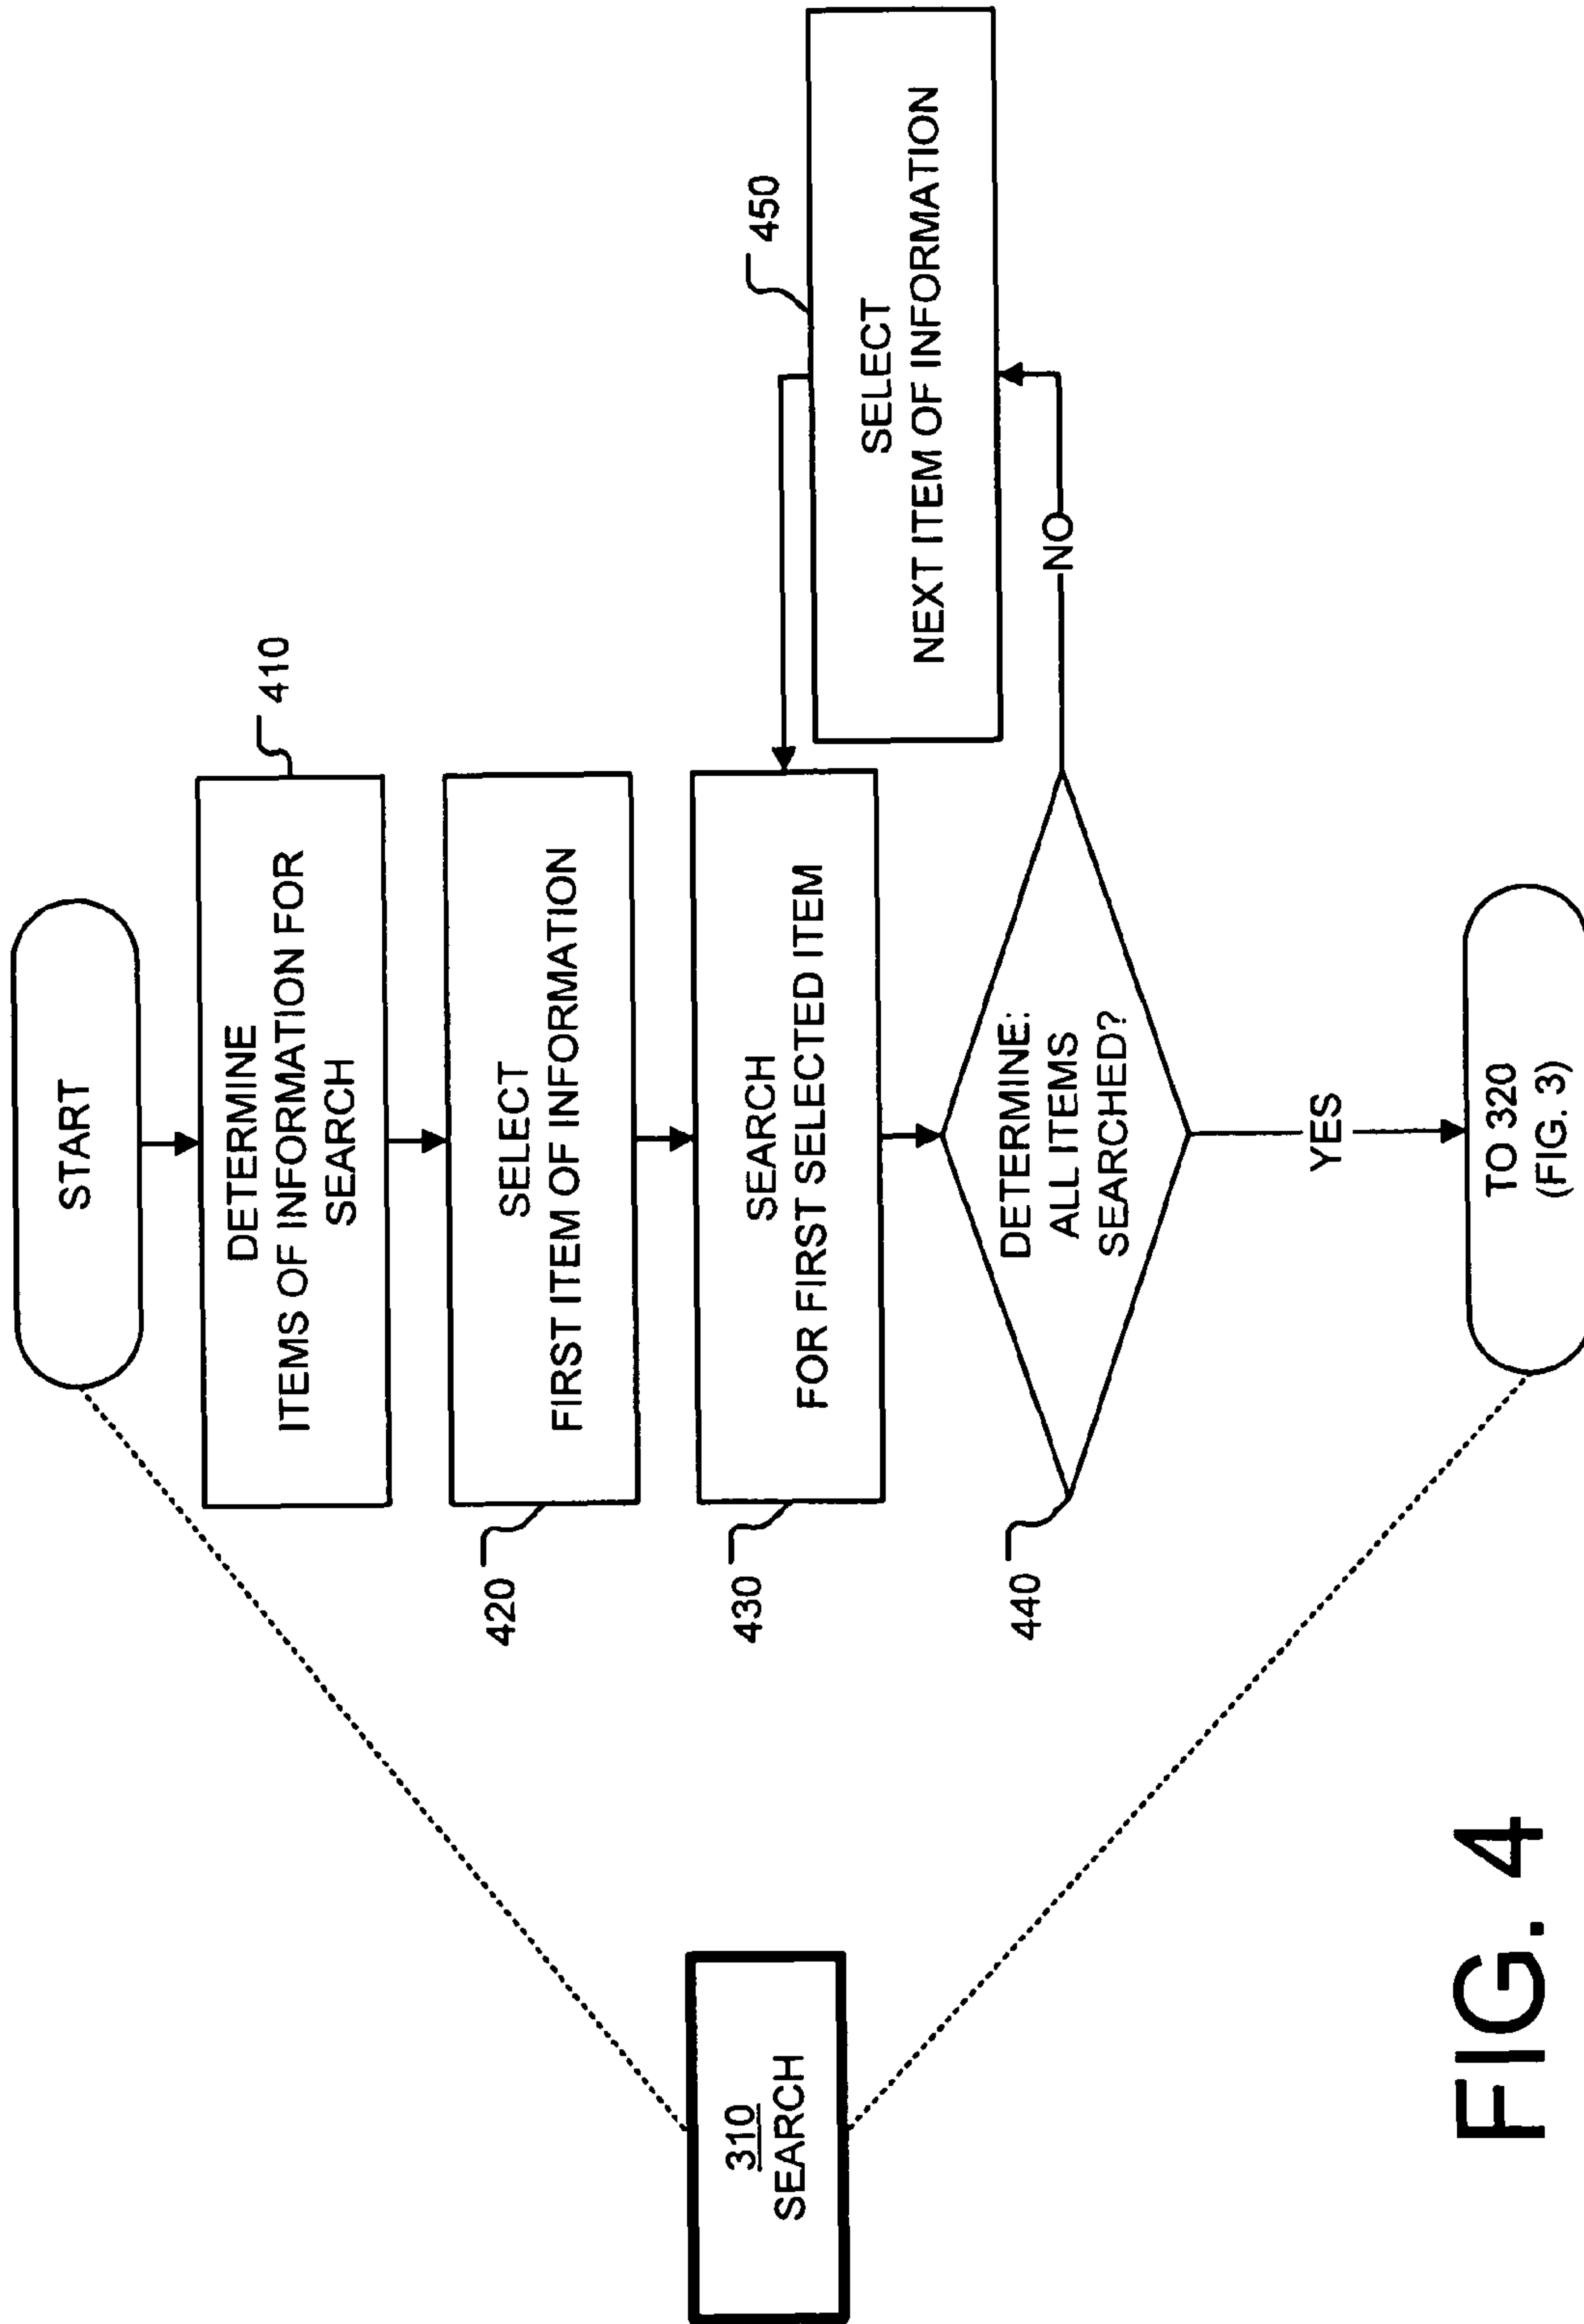 START
DETERMINE
ITEMS OF INFORMATION FOR
SEARCH
410
SELECT
FIRST ITEM OF INFORMATION
420
SEARCH
FOR FIRST SELECTED ITEM
430
DETERMINE:
ALL ITEMS
SEARCHED?
440
NO
SELECT
NEXT ITEM OF INFORMATION
450
YES
TO 320
(FIG. 3)
310
SEARCH
FIG. 4